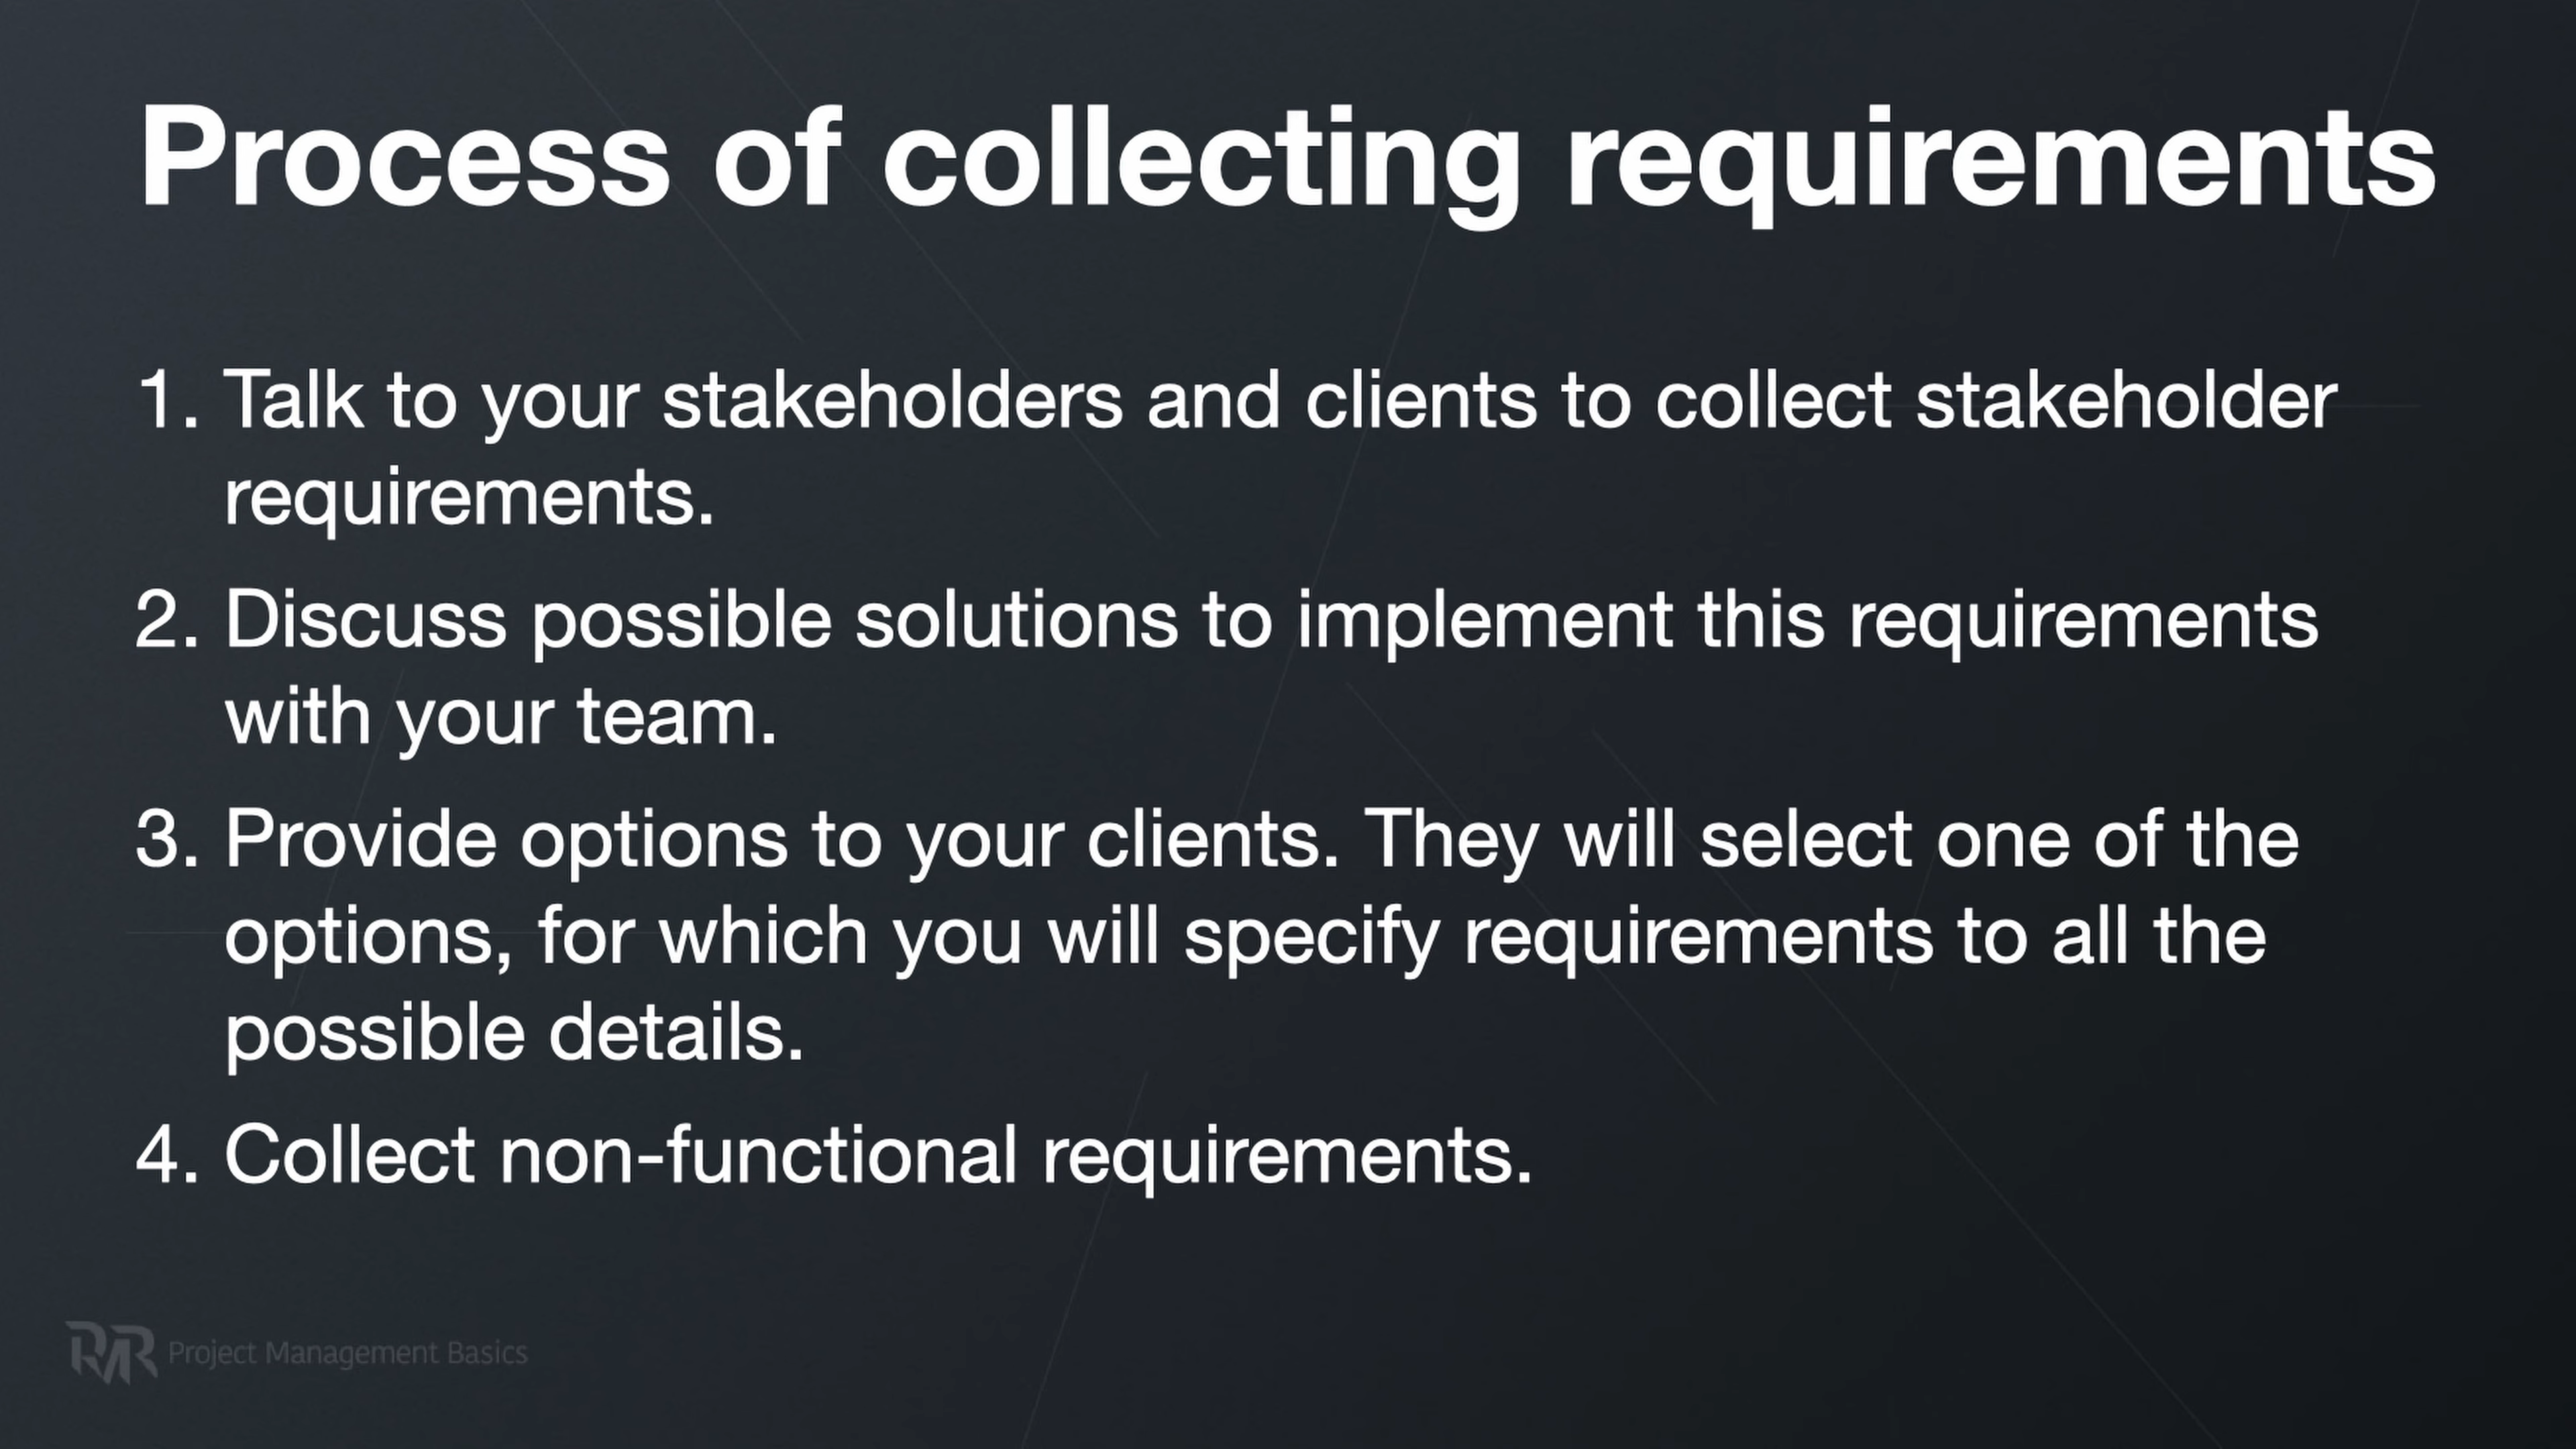 Process of collecting requirements
1. Talk to your stakeholders and clients to collect stakeholder
requirements.
2. Discuss possible solutions to implement this requirements
with your team.
3. Provide options to your clients. They will select one of the
options, for which you will specify requirements to all the
possible details.
4. Collect non-functional requirements.
Project Management Basics